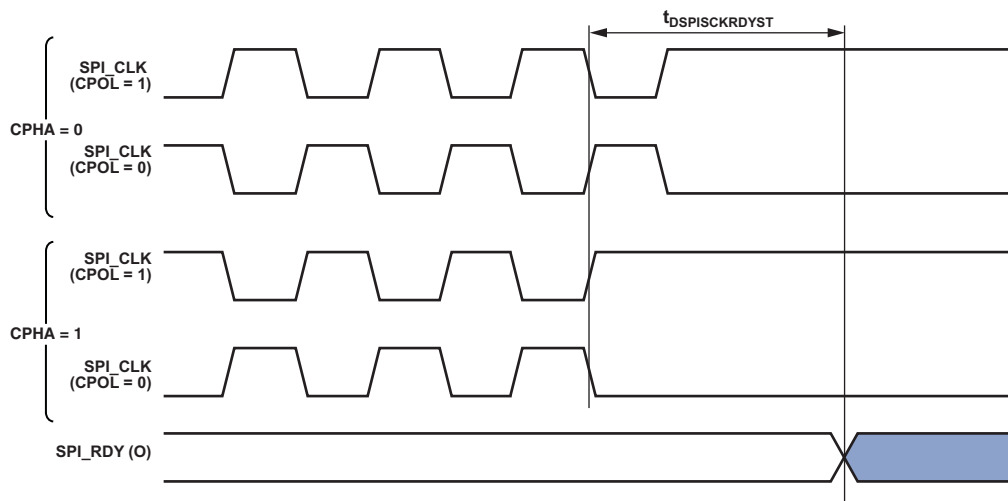 tDSPISCKRDYST
SPI_CLK
(CPOL = 1)
CPHA = 0
SPI_CLK
(CPOL = 0)
SPI_CLK
(CPOL = 1)
CPHA = 1
SPI_CLK
(CPOL = 0)
SPI_RDY (O)